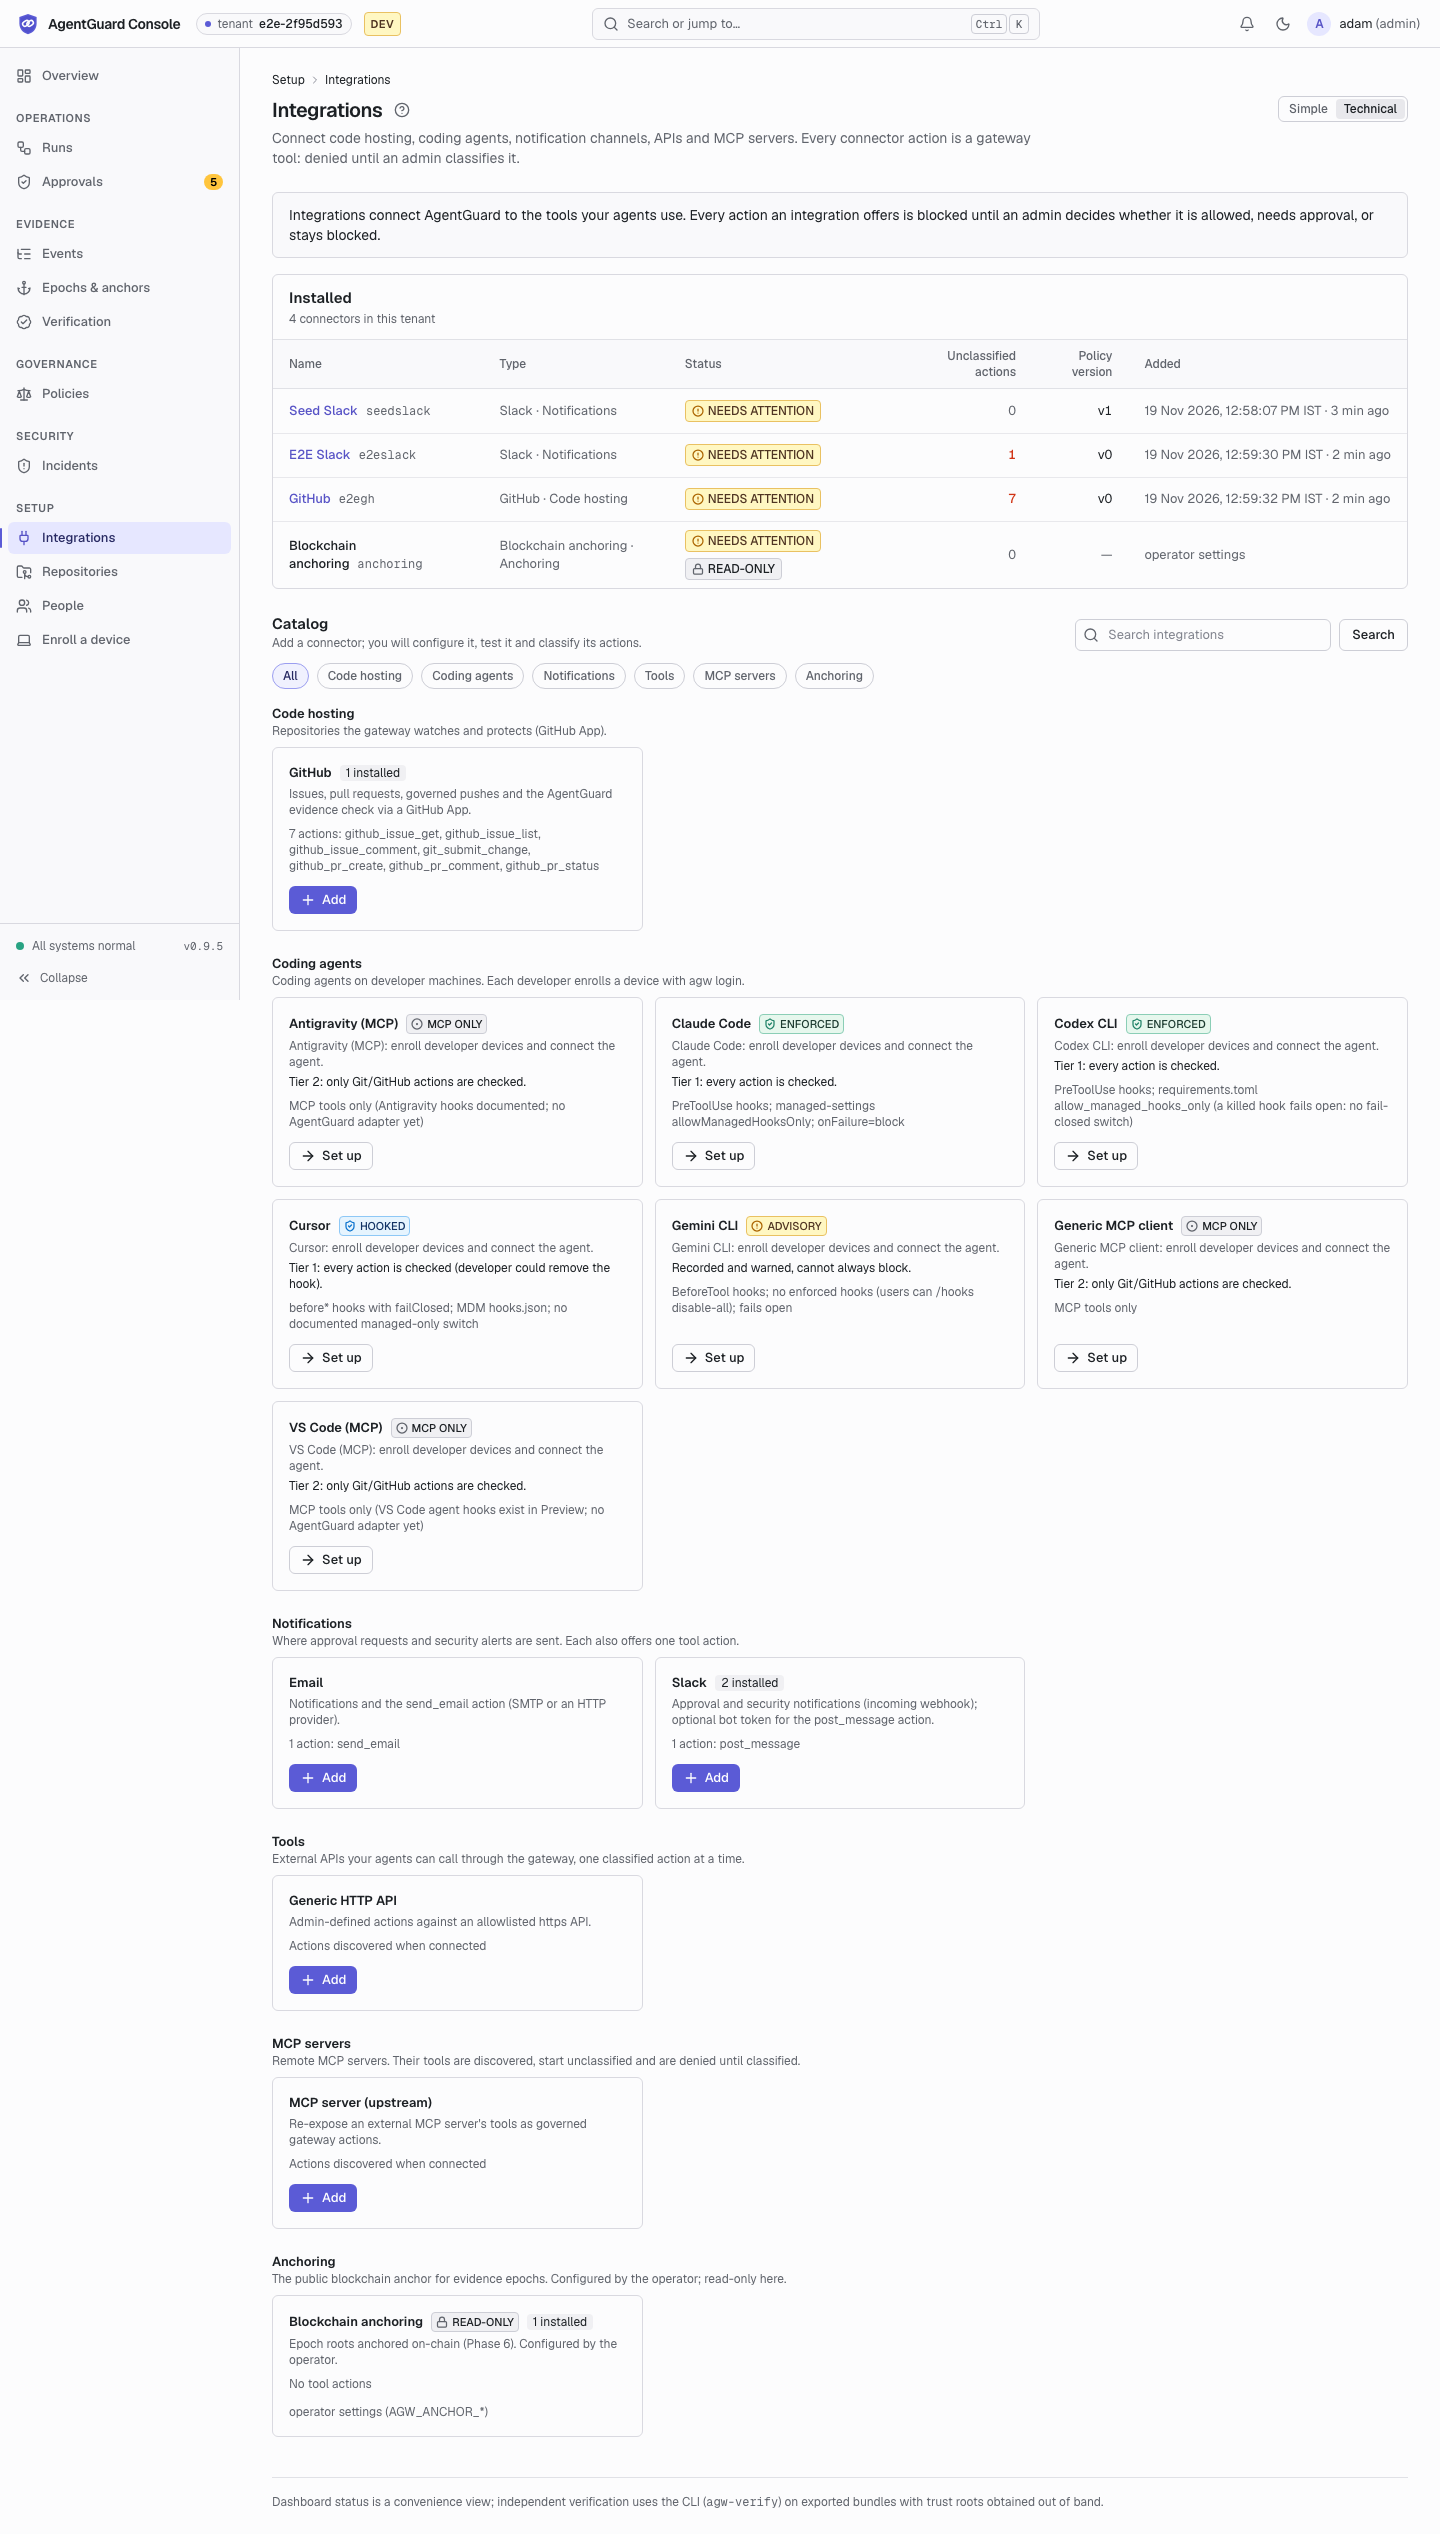 AgentGuard Console
tenant e2e-2f95d593
DEV
Search or jump to...
Ctrl K
A
adam (admin)
Overview
OPERATIONS
Runs
Approvals
5
EVIDENCE
Events
Epochs & anchors
Verification
GOVERNANCE
Policies
SECURITY
Incidents
SETUP
Integrations
Repositories
People
Enroll a device
All systems normal
v0.9.5
Collapse
Setup
Integrations
Integrations
Simple
Technical
Connect code hosting, coding agents, notification channels, APIs and MCP servers. Every connector action is a gateway
tool: denied until an admin classifies it.
Integrations connect AgentGuard to the tools your agents use. Every action an integration offers is blocked until an admin decides whether it is allowed, needs approval, or
stays blocked.
Installed
4 connectors in this tenant
Name
Type
Status
Unclassified
actions
Policy
version
Added
Seed Slack seedslack
Slack · Notifications
NEEDS ATTENTION
0
v1
19 Nov 2026, 12:58:07 PM IST · 3 min ago
E2E Slack e2eslack
Slack · Notifications
NEEDS ATTENTION
1
v0
19 Nov 2026, 12:59:30 PM IST · 2 min ago
GitHub e2egh
GitHub · Code hosting
NEEDS ATTENTION
7
v0
19 Nov 2026, 12:59:32 PM IST · 2 min ago
Blockchain
anchoring anchoring
Blockchain anchoring ·
Anchoring
NEEDS ATTENTION
READ-ONLY
0
—
operator settings
Catalog
Add a connector; you will configure it, test it and classify its actions.
Search integrations
Search
All
Code hosting
Coding agents
Notifications
Tools
MCP servers
Anchoring
Code hosting
Repositories the gateway watches and protects (GitHub App).
GitHub
1 installed
Issues, pull requests, governed pushes and the AgentGuard
evidence check via a GitHub App.
7 actions: github_issue_get, github_issue_list,
github_issue_comment, git_submit_change,
github_pr_create, github_pr_comment, github_pr_status
Add
Coding agents
Coding agents on developer machines. Each developer enrolls a device with agw login.
Antigravity (MCP)
MCP ONLY
Antigravity (MCP): enroll developer devices and connect the
agent.
Tier 2: only Git/GitHub actions are checked.
MCP tools only (Antigravity hooks documented; no
AgentGuard adapter yet)
Set up
Claude Code
ENFORCED
Claude Code: enroll developer devices and connect the
agent.
Tier 1: every action is checked.
PreToolUse hooks; managed-settings
allowManagedHooksOnly; onFailure=block
Set up
Codex CLI
ENFORCED
Codex CLI: enroll developer devices and connect the agent.
Tier 1: every action is checked.
PreToolUse hooks; requirements.toml
allow_managed_hooks_only (a killed hook fails open: no fail-
closed switch)
Set up
Cursor
HOOKED
Cursor: enroll developer devices and connect the agent.
Tier 1: every action is checked (developer could remove the
hook).
before* hooks with failClosed; MDM hooks.json; no
documented managed-only switch
Set up
Gemini CLI
ADVISORY
Gemini CLI: enroll developer devices and connect the agent.
Recorded and warned, cannot always block.
BeforeTool hooks; no enforced hooks (users can /hooks
disable-all); fails open
Set up
Generic MCP client
MCP ONLY
Generic MCP client: enroll developer devices and connect the
agent.
Tier 2: only Git/GitHub actions are checked.
MCP tools only
Set up
VS Code (MCP)
MCP ONLY
VS Code (MCP): enroll developer devices and connect the
agent.
Tier 2: only Git/GitHub actions are checked.
MCP tools only (VS Code agent hooks exist in Preview; no
AgentGuard adapter yet)
Set up
Notifications
Where approval requests and security alerts are sent. Each also offers one tool action.
Email
Notifications and the send_email action (SMTP or an HTTP
provider).
1 action: send_email
Add
Slack
2 installed
Approval and security notifications (incoming webhook);
optional bot token for the post_message action.
1 action: post_message
Add
Tools
External APIs your agents can call through the gateway, one classified action at a time.
Generic HTTP API
Admin-defined actions against an allowlisted https API.
Actions discovered when connected
Add
MCP servers
Remote MCP servers. Their tools are discovered, start unclassified and are denied until classified.
MCP server (upstream)
Re-expose an external MCP server's tools as governed
gateway actions.
Actions discovered when connected
Add
Anchoring
The public blockchain anchor for evidence epochs. Configured by the operator; read-only here.
Blockchain anchoring
READ-ONLY
1 installed
Epoch roots anchored on-chain (Phase 6). Configured by the
operator.
No tool actions
operator settings (AGW_ANCHOR_*)
Dashboard status is a convenience view; independent verification uses the CLI (agw-verify) on exported bundles with trust roots obtained out of band.